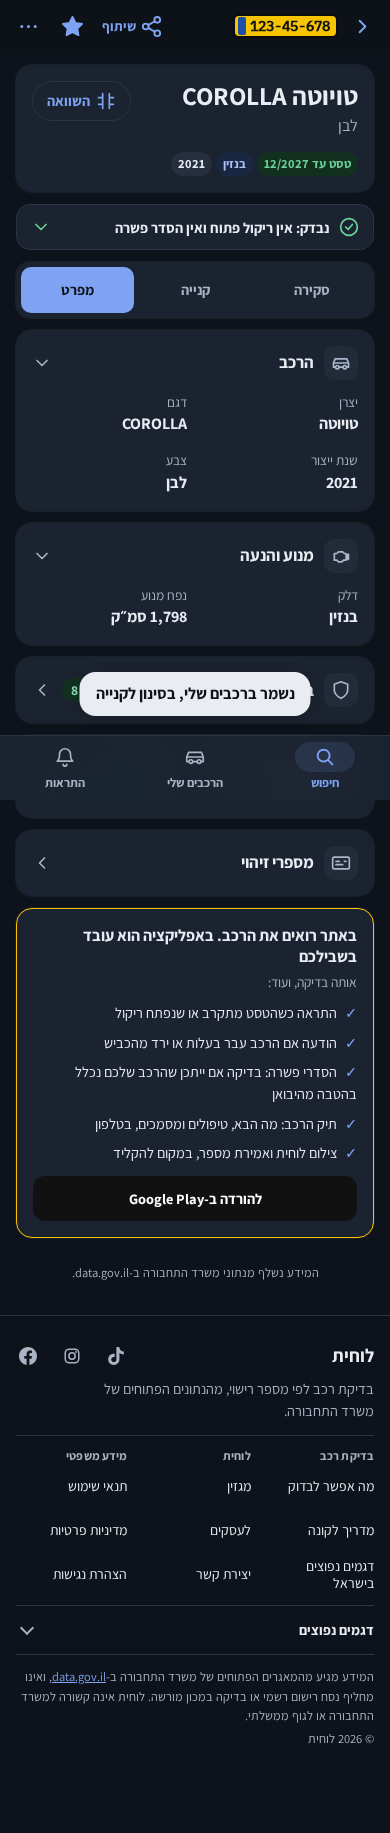 123-45-678
שיתוף
טויוטה COROLLA
לבן
השוואה
טסט עד 12/2027
בנזין
2021
נבדק: אין ריקול פתוח ואין הסדר פשרה
סקירה
קנייה
מפרט
הרכב
יצרן
דגם
טויוטה
COROLLA
שנת ייצור
צבע
2021
לבן
מנוע והנעה
דלק
נפח מנוע
בנזין
1,798 סמ״ק
נשמר ברכבים שלי, בסינון לקנייה
8
חיפוש
הרכבים שלי
התראות
מספרי זיהוי
באתר רואים את הרכב. באפליקציה הוא עובד
בשבילכם
אותה בדיקה, ועוד:
✓ התראה כשהטסט מתקרב או שנפתח ריקול
✓ הודעה אם הרכב עבר בעלות או ירד מהכביש
✓ הסדרי פשרה: בדיקה אם ייתכן שהרכב שלכם נכלל
בהטבה מהיבואן
✓ תיק הרכב: מה הבא, טיפולים ומסמכים, בטלפון
✓ צילום לוחית ואמירת מספר, במקום להקליד
להורדה ב-Google Play
המידע נשלף מנתוני משרד התחבורה ב-data.gov.il.
לוחית
בדיקת רכב לפי מספר רישוי, מהנתונים הפתוחים של
משרד התחבורה.
בדיקת רכב
לוחית
מידע משפטי
מה אפשר לבדוק
מגזין
תנאי שימוש
מדריך לקונה
לעסקים
מדיניות פרטיות
דגמים נפוצים
בישראל
יצירת קשר
הצהרת נגישות
דגמים נפוצים
המידע מגיע מהמאגרים הפתוחים של משרד התחבורה ב-data.gov.il, ואינו
מחליף נסח רישום רשמי או בדיקה במכון מורשה. לוחית אינה קשורה למשרד
התחבורה או לגוף ממשלתי.
© 2026 לוחית